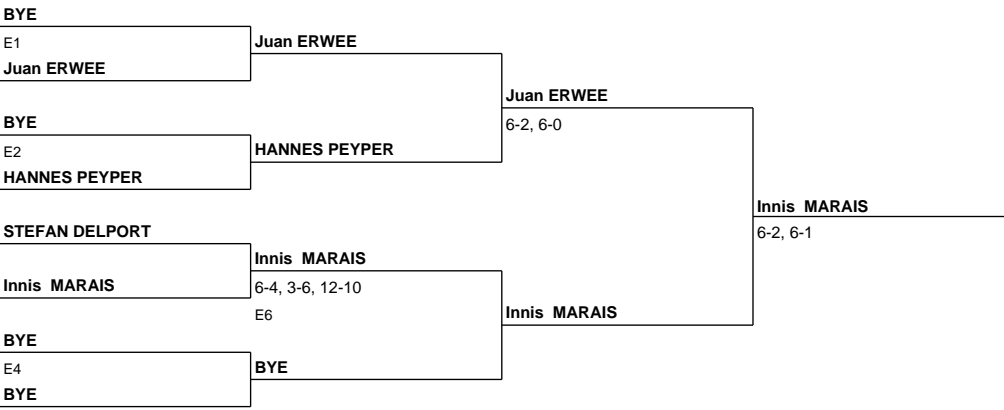 BYE
E1
Juan ERWEE
BYE
E2
HANNES PEYPER
STEFAN DELPORT
Innis MARAIS
BYE
E4
BYE
Juan ERWEE
HANNES PEYPER
Innis MARAIS
6-4, 3-6, 12-10
E6
BYE
Juan ERWEE
6-2, 6-0
Innis MARAIS
Innis MARAIS
6-2, 6-1